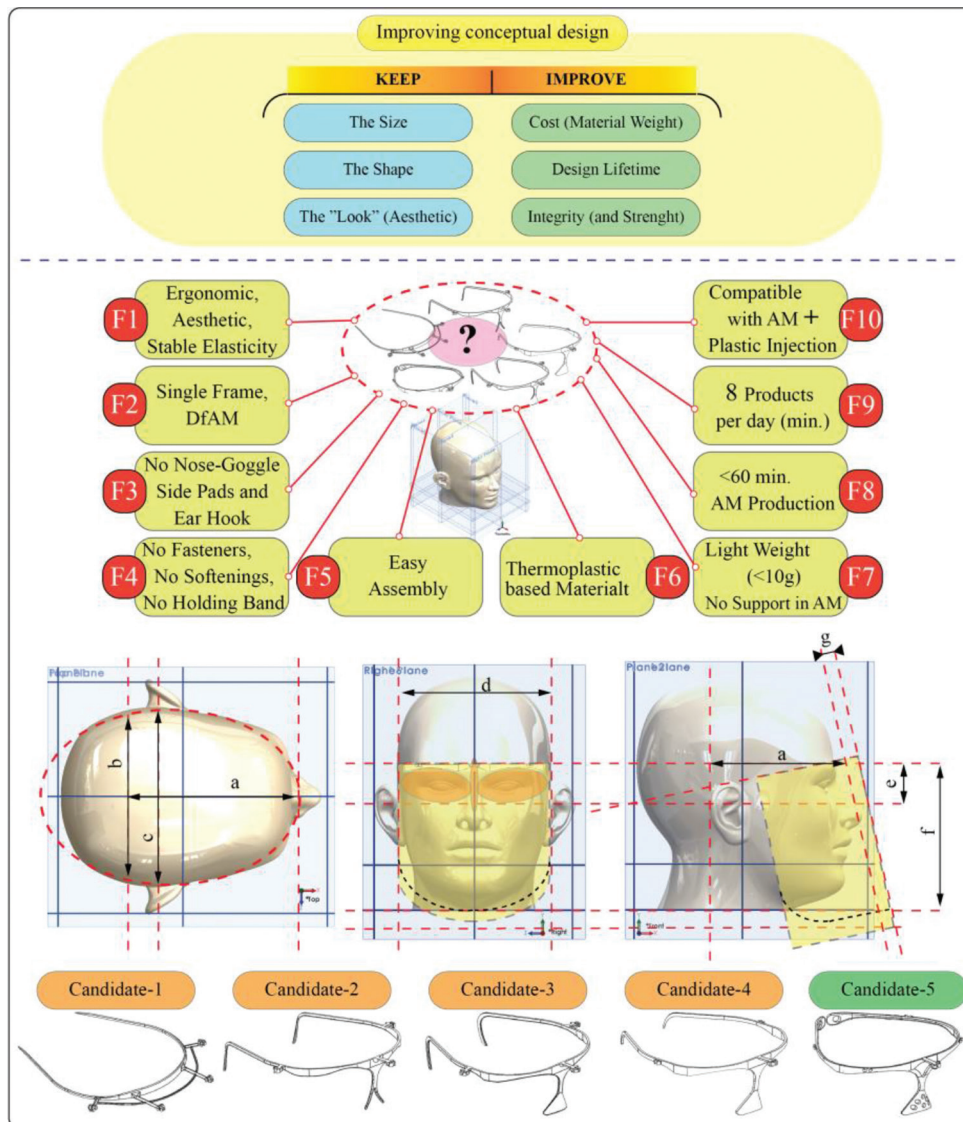 Improving conceptual design
KEEP
IMPROVE
The Size
Cost (Material Weight)
The Shape
Design Lifetime
The "Look" (Aesthetic)
Integrity (and Strenght)
F1
Ergonomic,
Aesthetic,
Stable Elasticity
?
Compatible
with AM +
Plastic Injection
F10
F2
Single Frame,
DfAM
8 Products
per day (min.)
F9
F3
No Nose-Goggle
Side Pads and
Ear Hook
<60 min.
AM Production
F8
F4
No Fasteners,
No Softenings,
No Holding Band
F5
Easy
Assembly
Thermoplastic
based Materialt
F6
Light Weight
(<10g)
No Support in AM
F7
a
b
c
*Top
d
*Right
Plane2lane
g
a
e
f
*Front
Candidate-1
Candidate-2
Candidate-3
Candidate-4
Candidate-5